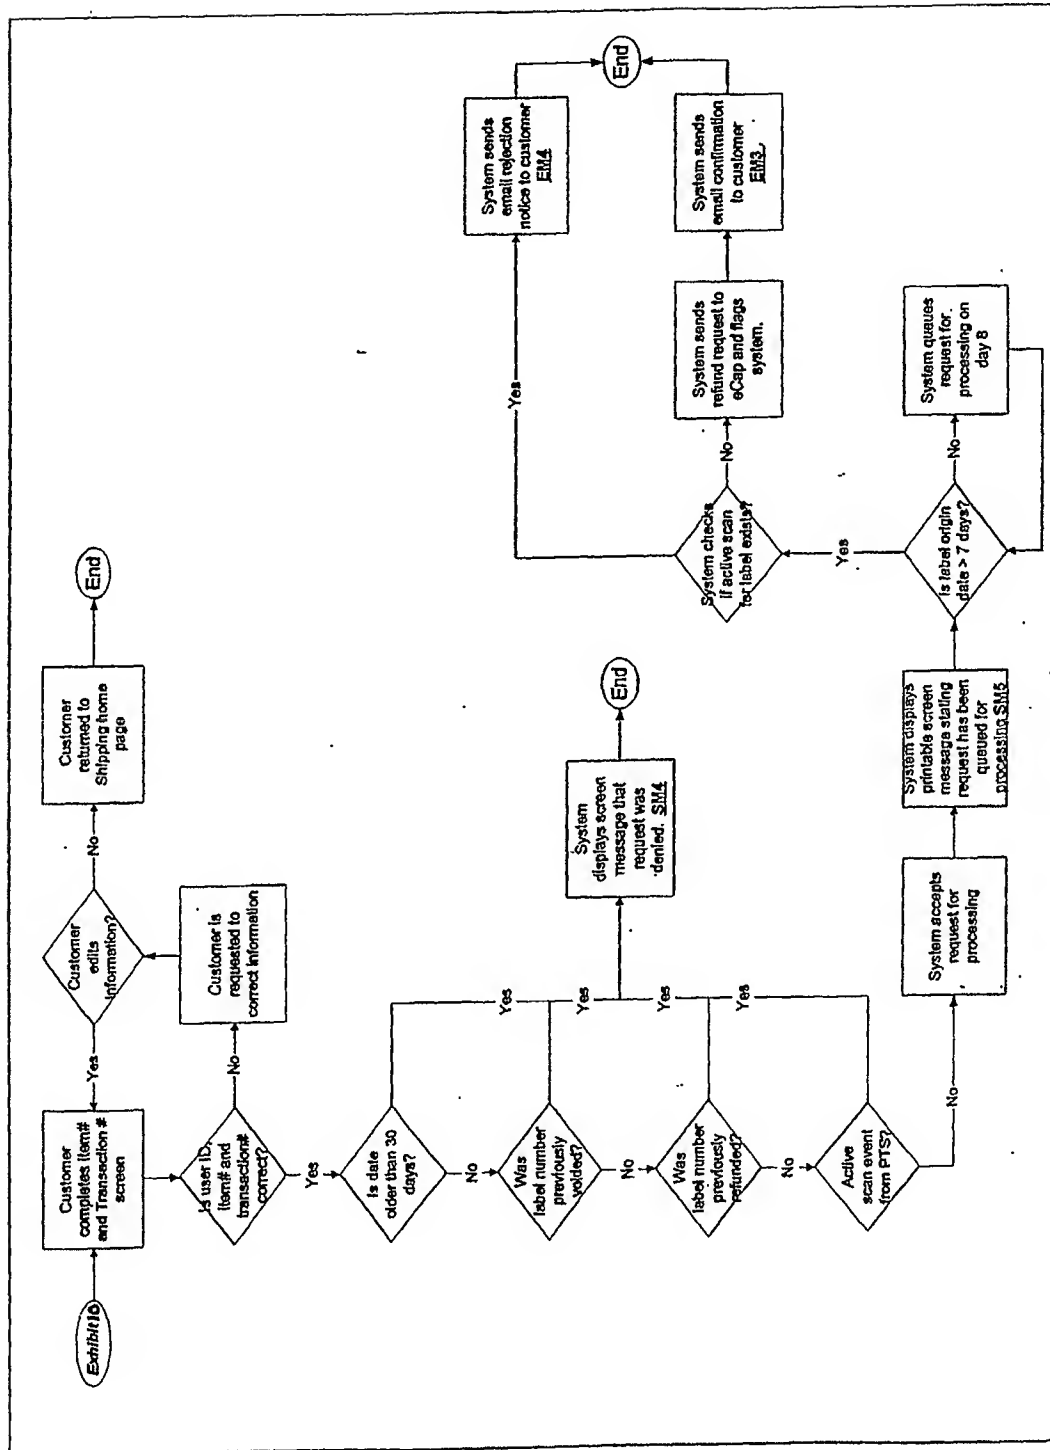 Exhibit 10
Customer
completes item#
and Transaction #
screen
Yes
Customer
edits
information?
No
Customer
returned to
Shipping home
page
End
Is user ID,
item# and
transaction#
correct?
No
Customer is
requested to
correct information
Yes
Is date
older than 30
days?
Yes
No
Was
label number
previously
voided?
Yes
No
Was
label number
previously
refunded?
Yes
No
Active
scan event
from PTS?
Yes
System
displays screen
message that
request was
denied. SM4
End
No
System accepts
request for
processing
System displays
printable screen
message stating
request has been
queued for
processing SM5
Is label origin
date > 7 days?
No
System queues
request for.
processing on
day 8
Yes
System checks
if active scan
for label exists?
No
System sends
refund request to
eCap and flags
system.
System sends
email confirmation
to customer
EM3
Yes
System sends
email rejection
notice to customer
EM4
End